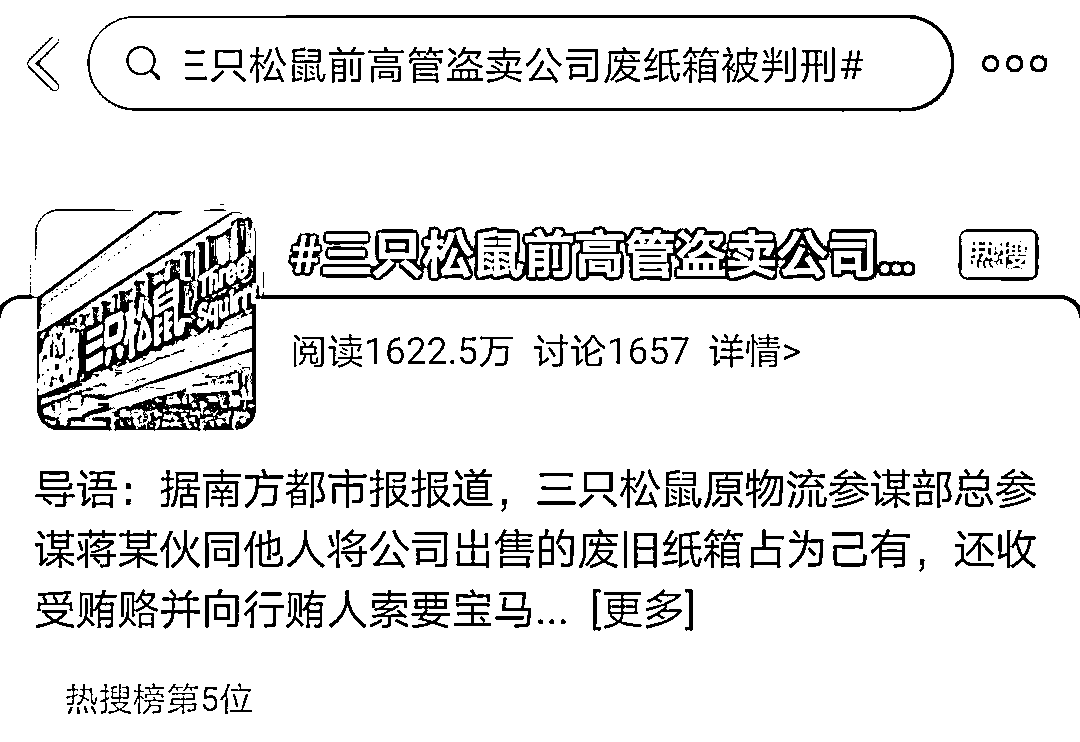 三只松鼠前高管盗卖公司废纸箱被判刑#
#三只松鼠前高管盗卖公司...
热搜
三只松鼠
Three
Squirre
阅读1622.5万 讨论1657 详情>
导语：据南方都市报报道，三只松鼠原物流参谋部总参
谋蒋某伙同他人将公司出售的废旧纸箱占为己有，还收
受贿赂并向行贿人索要宝马... [更多]
热搜榜第5位